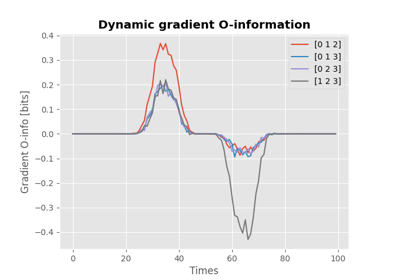 Dynamic gradient O-information
[0 1 2]
[0 1 3]
[0 2 3]
[1 2 3]
Gradient O-info [bits]
0.4
0.3
0.2
0.1
0.0
−0.1
−0.2
−0.3
−0.4
0 20 40 60 80 100
Times